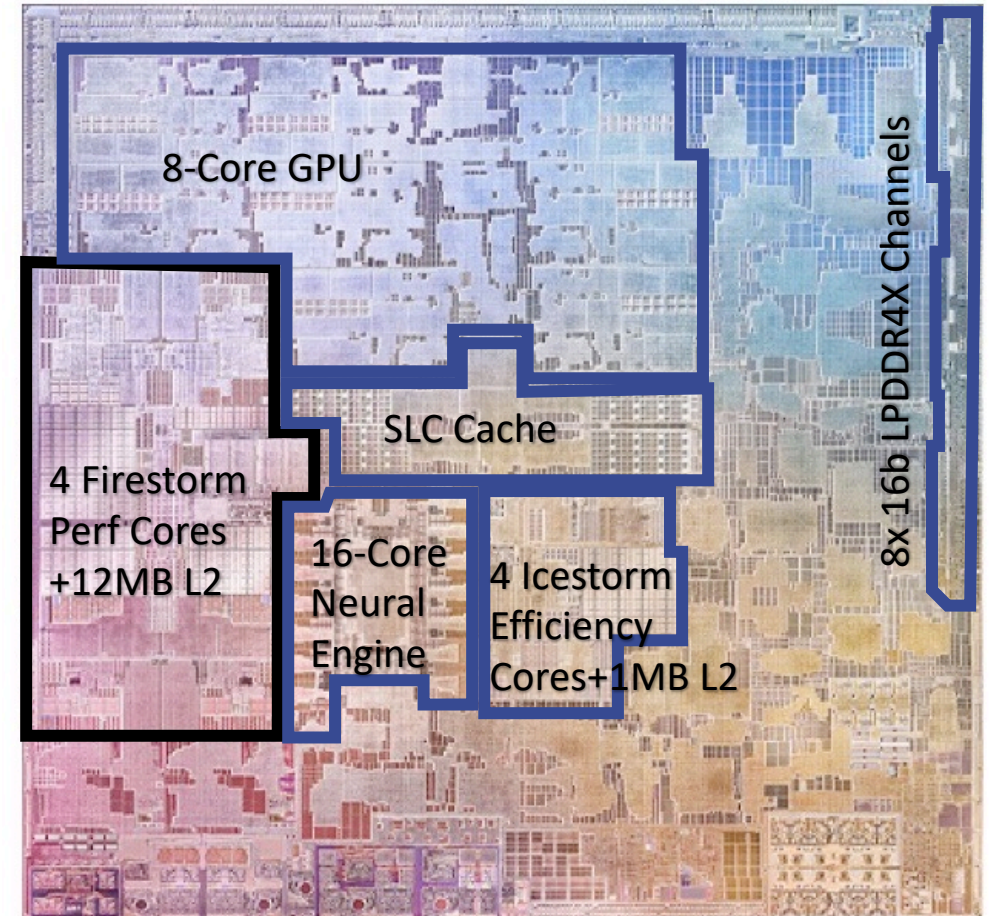 8-Core GPU
8x 16b LPDDR4X Channels
SLC Cache
4 Firestorm
Perf Cores
+12MB L2
16-Core
Neural
Engine
4 Icestorm
Efficiency
Cores+1MB L2